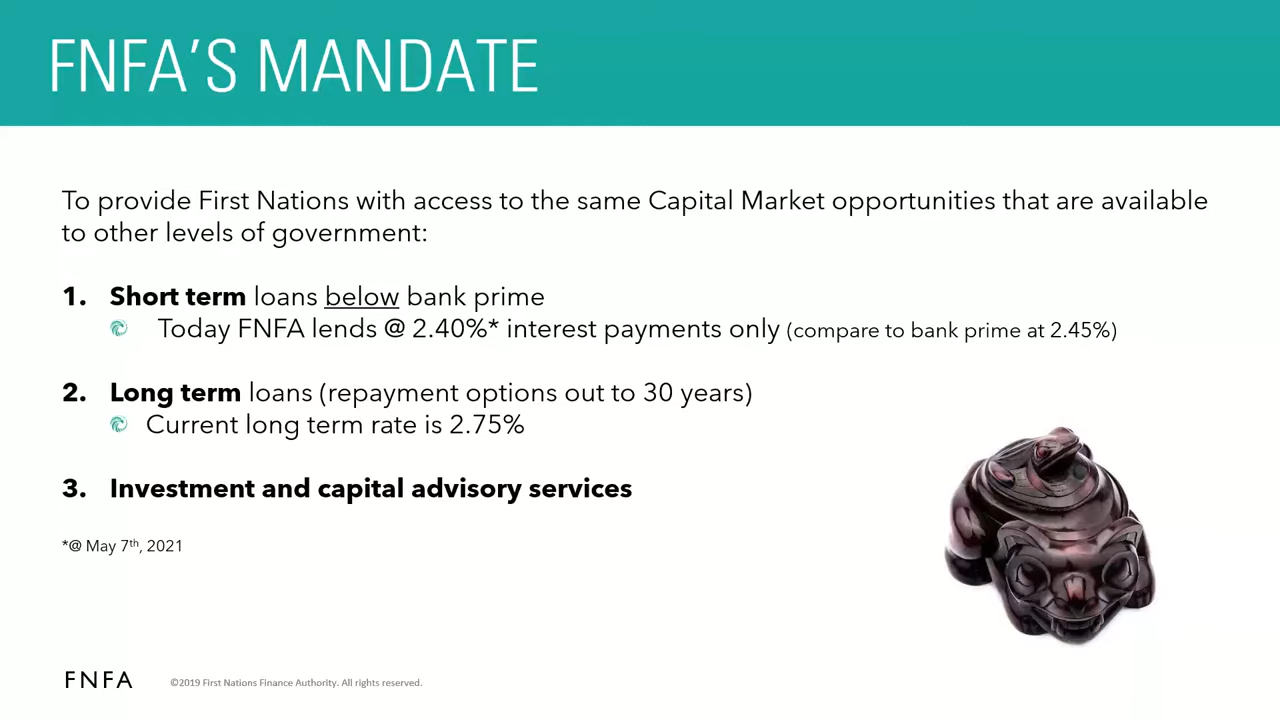 FNFA’S MANDATE
To provide First Nations with access to the same Capital Market opportunities that are available
to other levels of government:
1. Short term loans below bank prime
Today FNFA lends @ 2.40%* interest payments only (compare to bank prime at 2.45%)
2. Long term loans (repayment options out to 30 years)
Current long term rate is 2.75%
3. Investment and capital advisory services
*@ May 7th, 2021
FNFA
©2019 First Nations Finance Authority. All rights reserved.